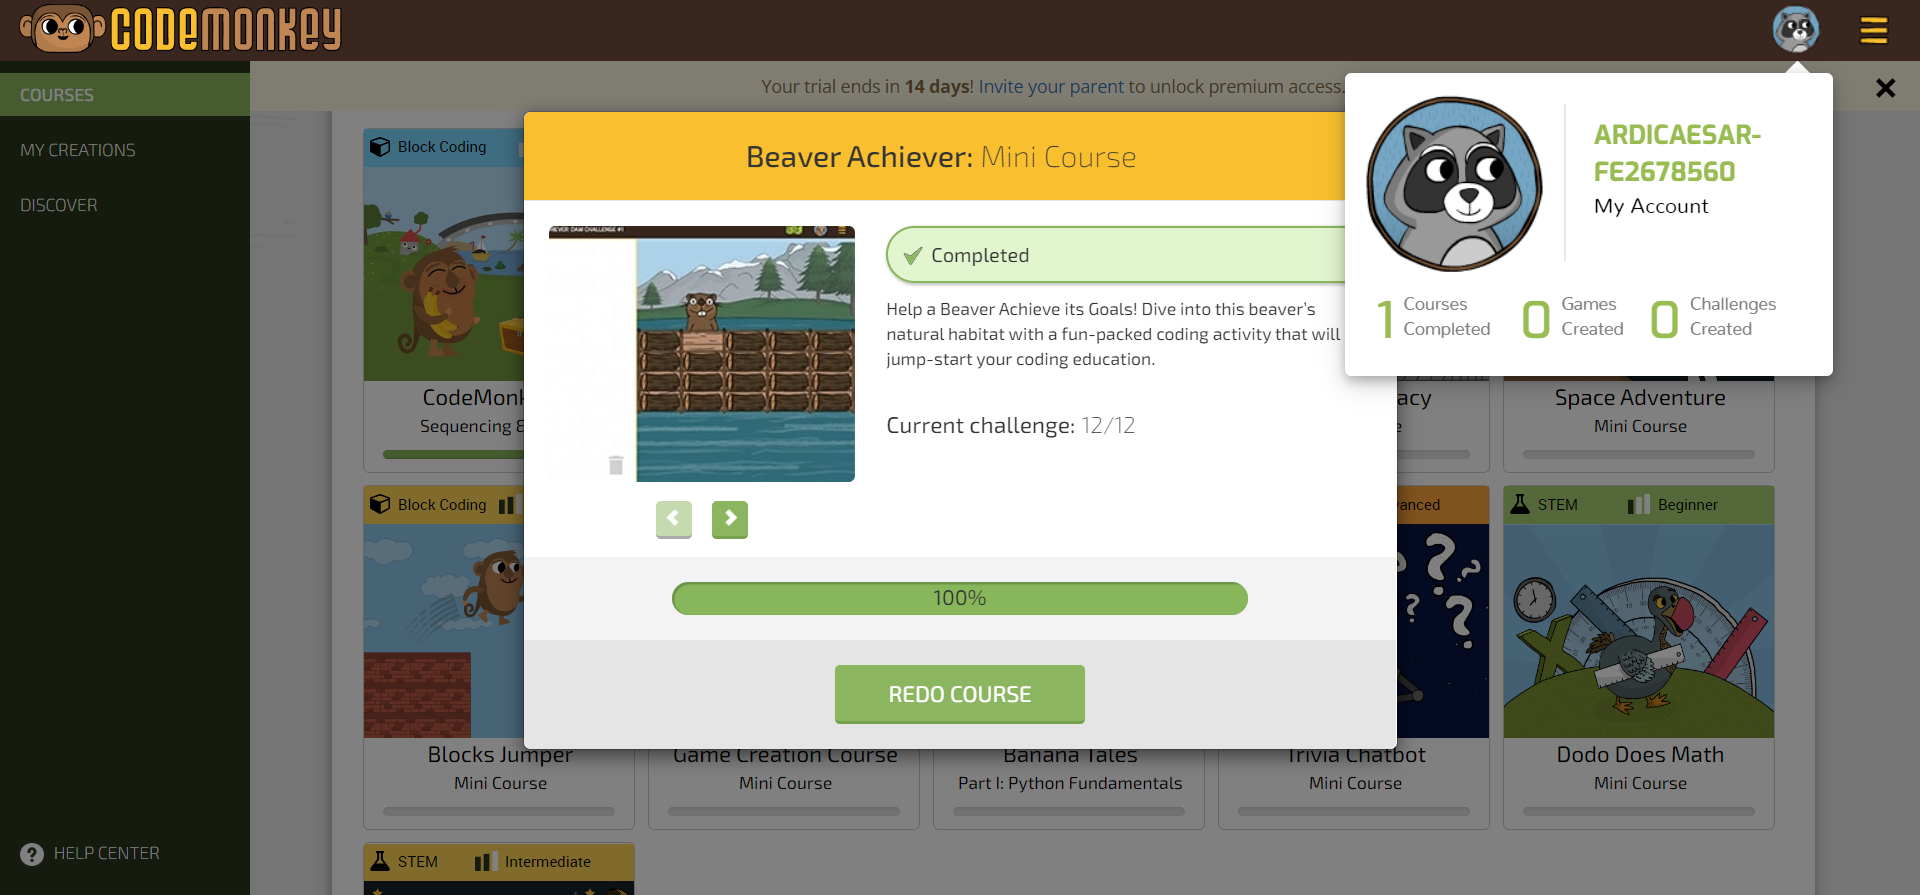 CODEMONKEY
COURSES
MY CREATIONS
DISCOVER
HELP CENTER
Your trial ends in 14 days! Invite your parent to unlock premium access.
ARDICAESAR-
FE2678560
My Account
1 Courses Completed
0 Games Created
0 Challenges Created
Beaver Achiever: Mini Course
Completed
Help a Beaver Achieve its Goals! Dive into this beaver's
natural habitat with a fun-packed coding activity that will
jump-start your coding education.
Current challenge: 12/12
100%
REDO COURSE
Block Coding
CodeMonk
Sequencing &
Space Adventure
Mini Course
Block Coding
STEM Beginner
Blocks Jumper
Mini Course
Game Creation Course
Mini Course
Banana Tales
Part I: Python Fundamentals
Trivia Chatbot
Mini Course
Dodo Does Math
Mini Course
STEM Intermediate